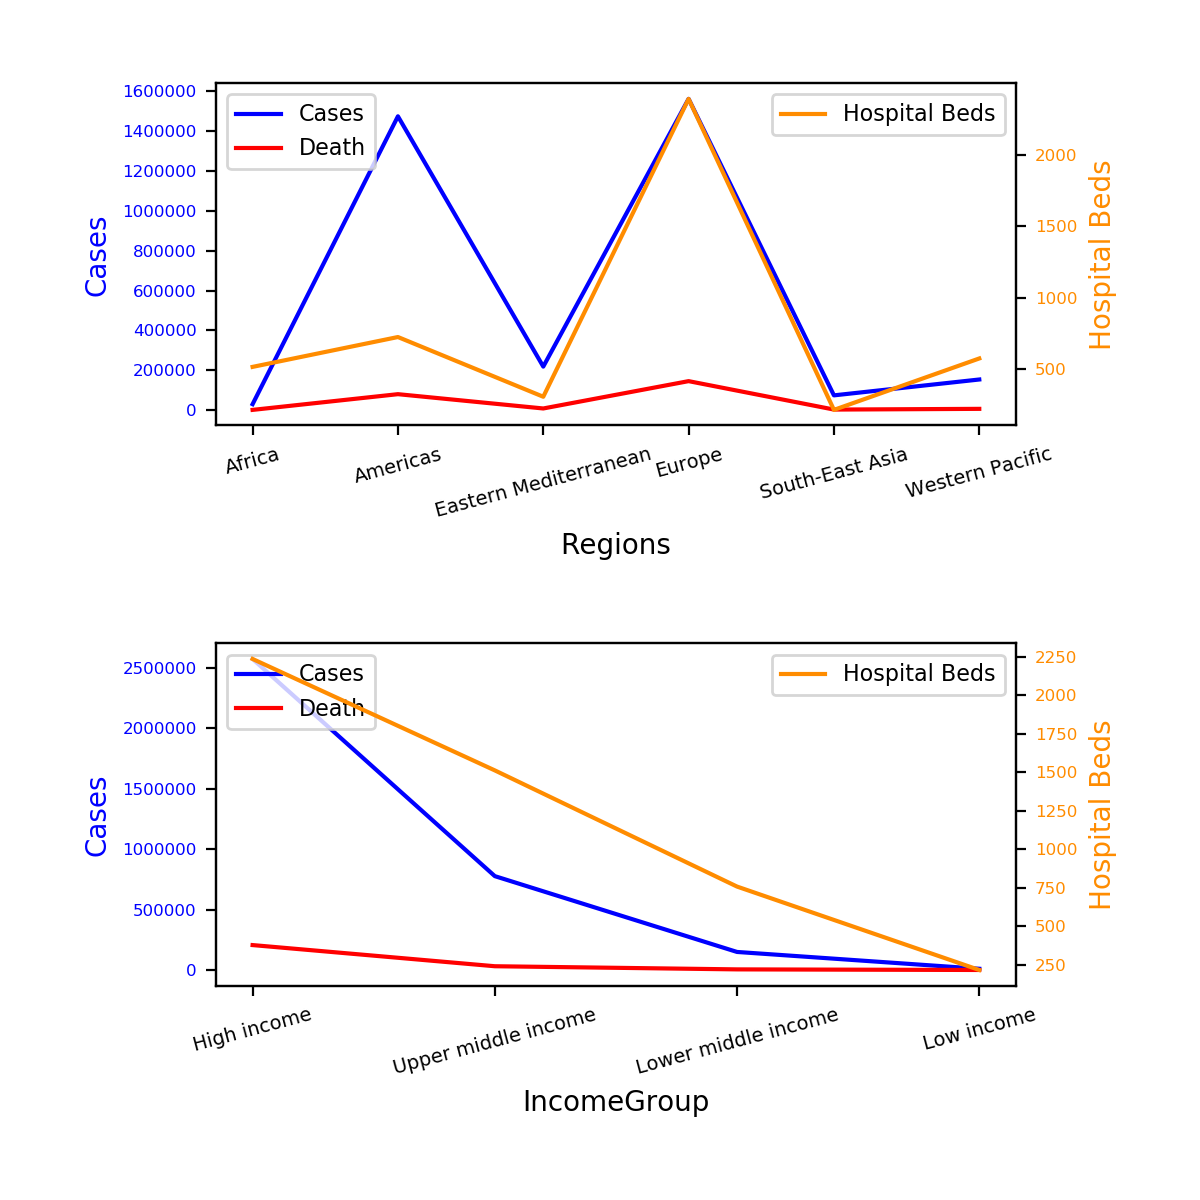 Cases
Death
Hospital Beds
1600000
1400000
1200000
1000000
800000
600000
400000
200000
0
Cases
2000
1500
1000
500
Hospital Beds
Africa
Americas
Eastern Mediterranean
Europe
South-East Asia
Western Pacific
Regions
Cases
Death
Hospital Beds
2500000
2000000
1500000
1000000
500000
0
Cases
2250
2000
1750
1500
1250
1000
750
500
250
Hospital Beds
High income
Upper middle income
Lower middle income
Low income
IncomeGroup